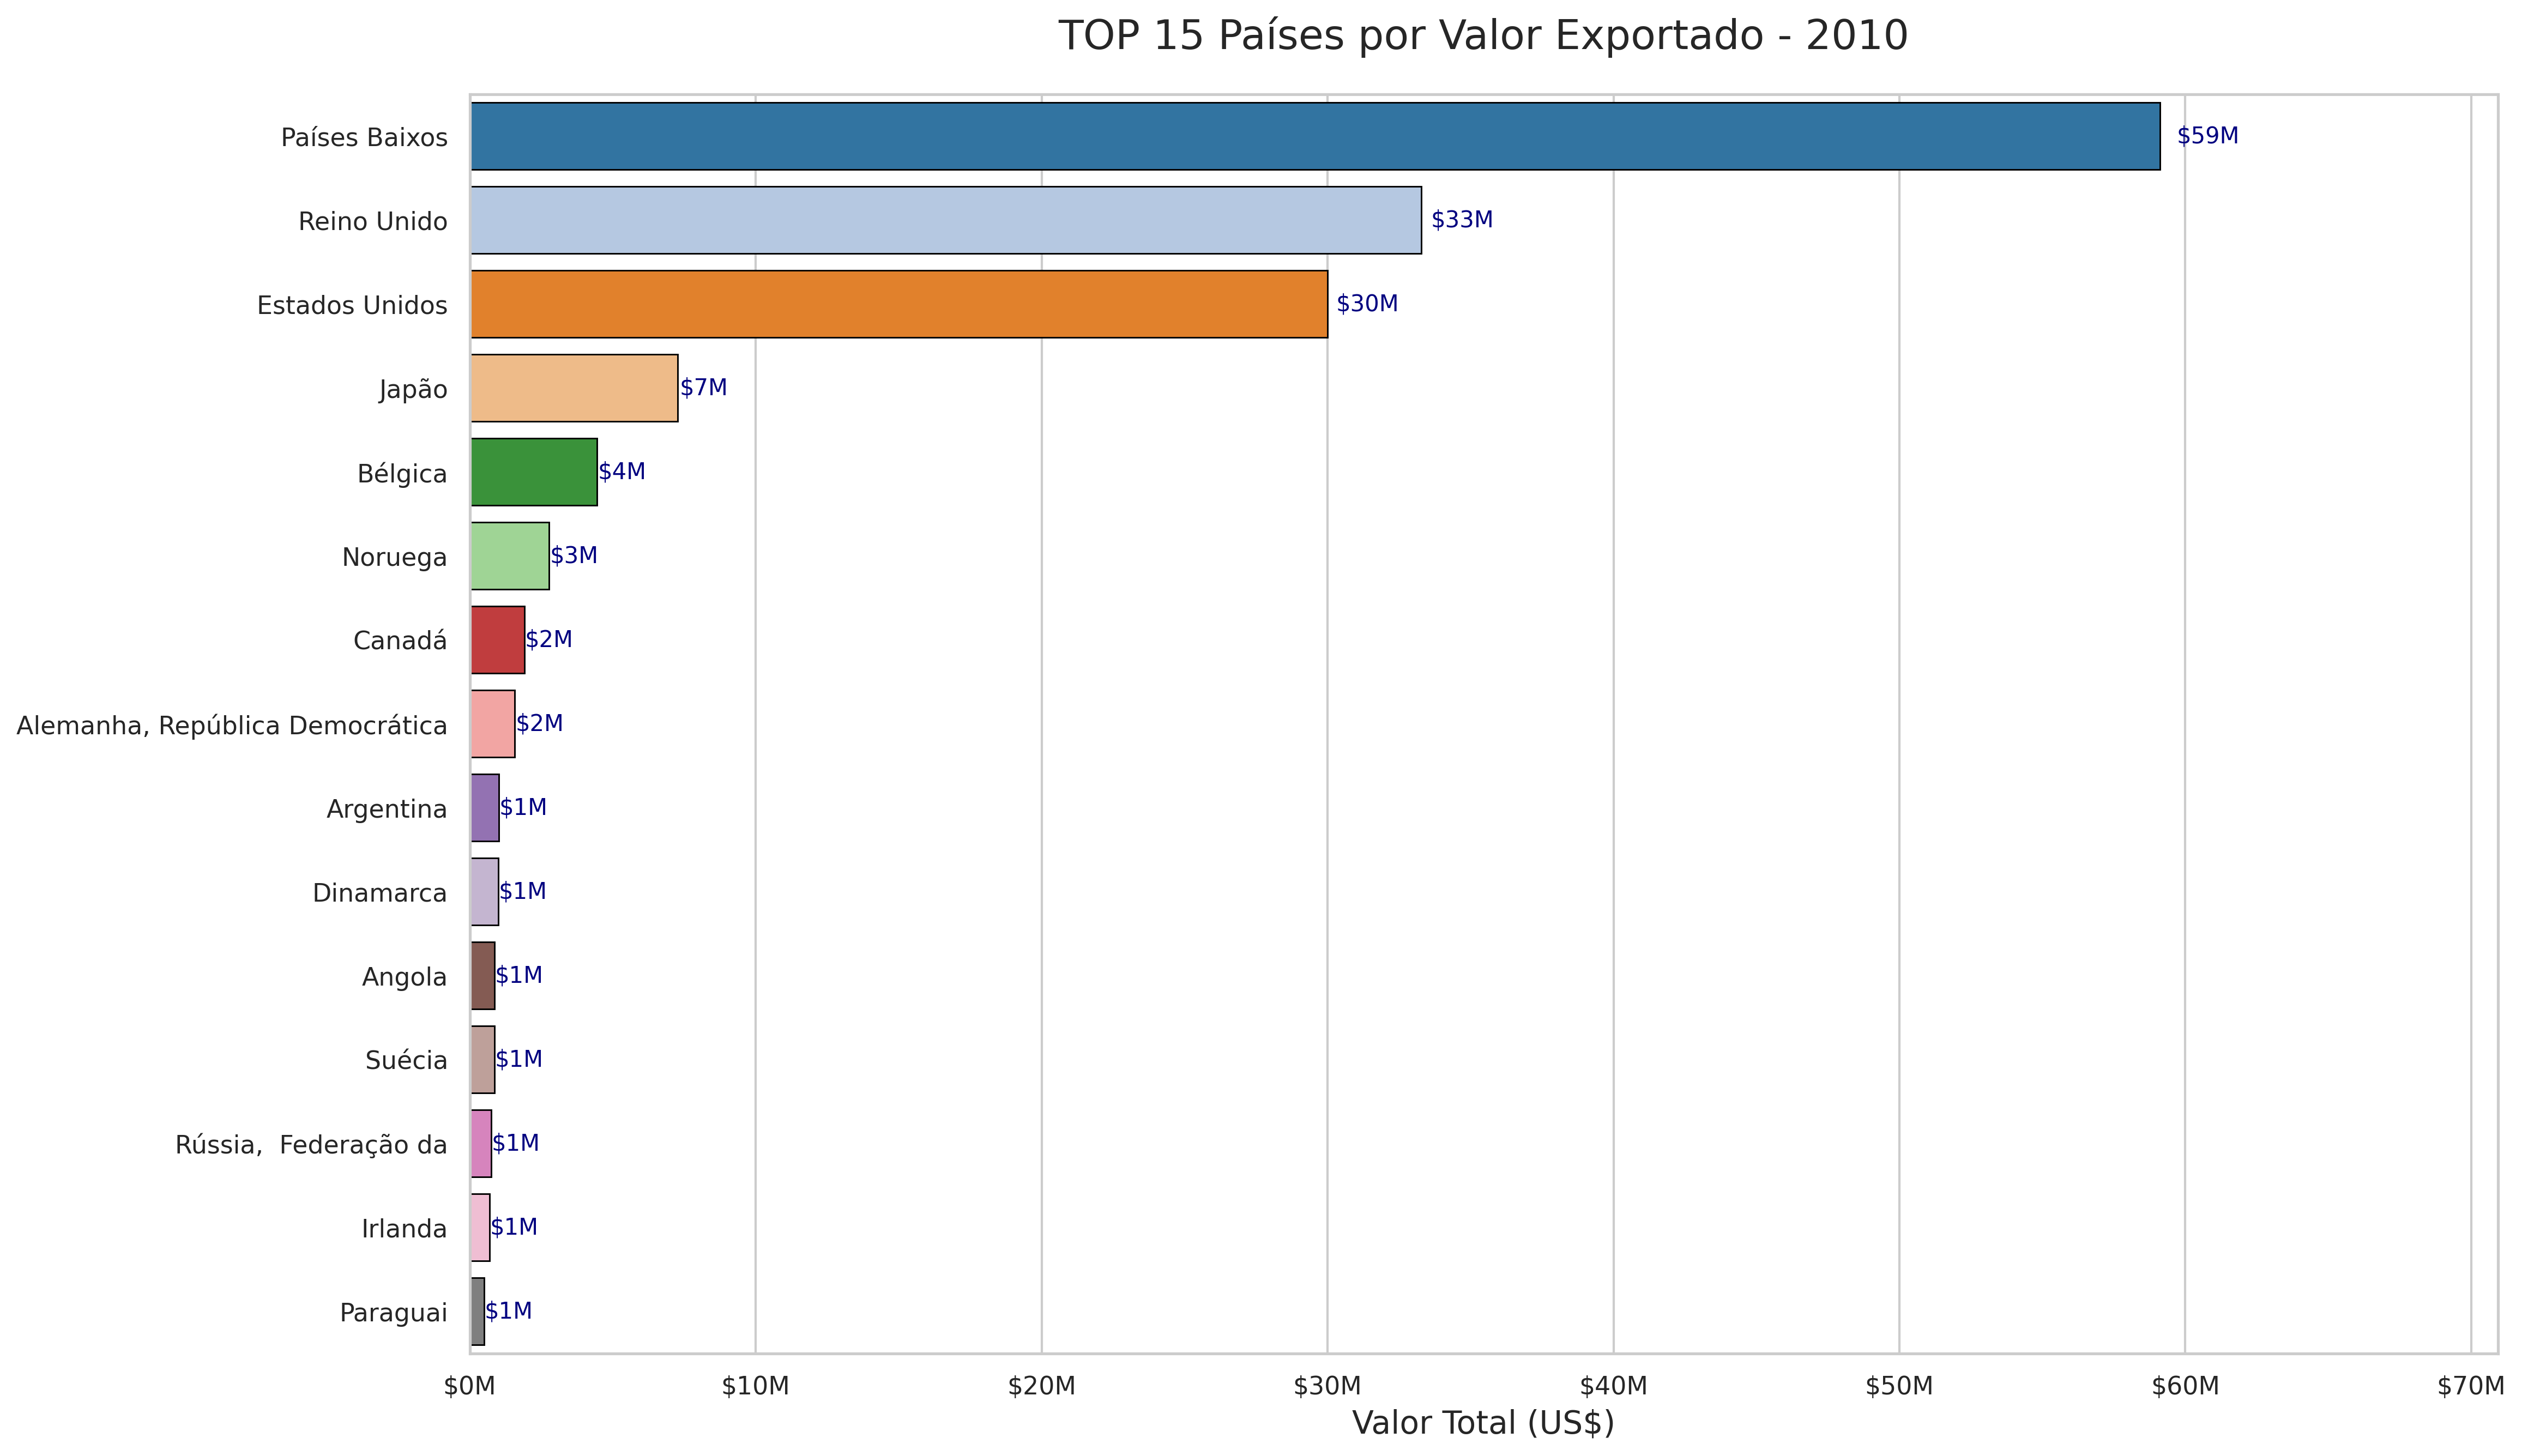 TOP 15 Países por Valor Exportado - 2010
Países Baixos $59M
Reino Unido $33M
Estados Unidos $30M
Japão $7M
Bélgica $4M
Noruega $3M
Canadá $2M
Alemanha, República Democrática $2M
Argentina $1M
Dinamarca $1M
Angola $1M
Suécia $1M
Rússia,  Federação da $1M
Irlanda $1M
Paraguai $1M
$0M $10M $20M $30M $40M $50M $60M $70M
Valor Total (US$)